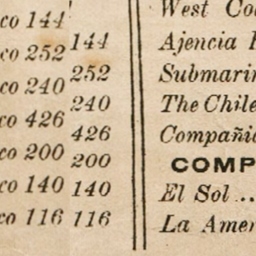 co 144
co 252 144
co 240 252
co 426 240
co 200 426
co 140 200
co 116 140
116
West Co
Ajencia
Submarin
The Chile
Compañi
COMP
El Sol ...
La Amer